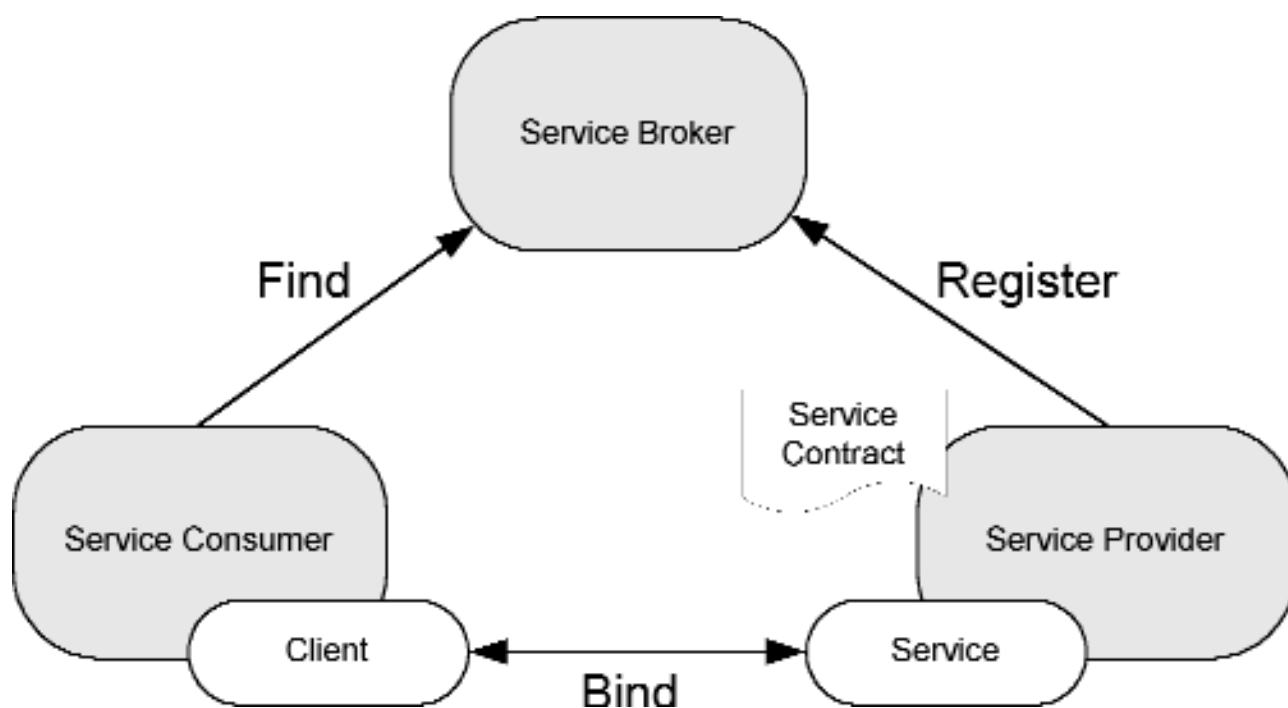 Service Broker
Find
Register
Service
Contract
Service Consumer
Service Provider
Client
Service
Bind